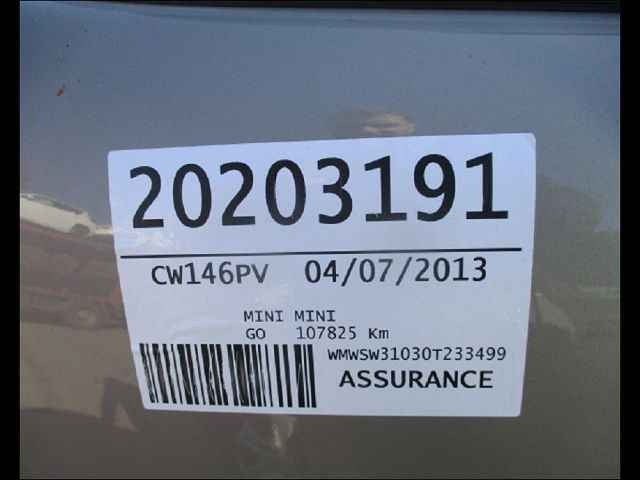 20203191
CW146PV 04/07/2013
MINI MINI
GO 107825 Km
WMWSW31030T233499
ASSURANCE